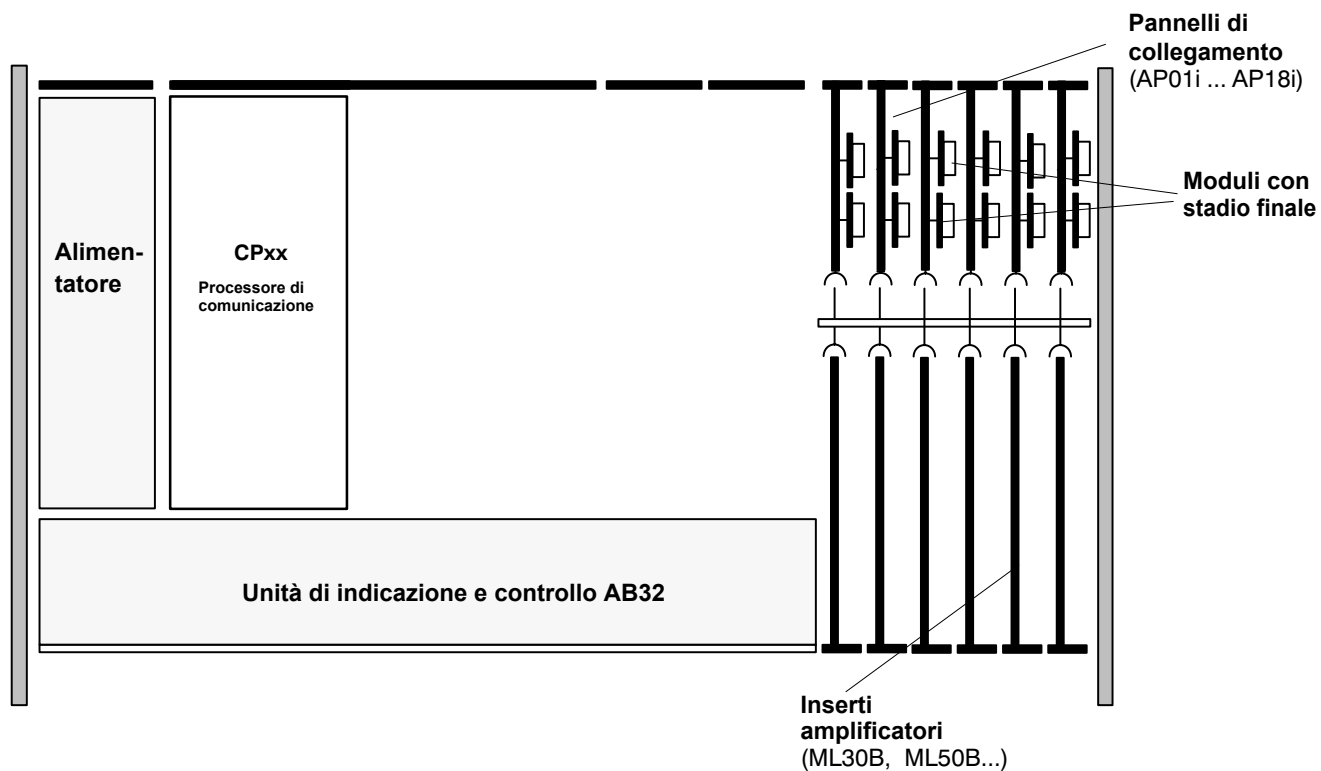 Pannelli di
collegamento
(AP01i ... AP18i)
Moduli con
stadio finale
Alimen-
tatore
CPxx
Processore di
comunicazione
Unità di indicazione e controllo AB32
Inserti
amplificatori
(ML30B, ML50B...)